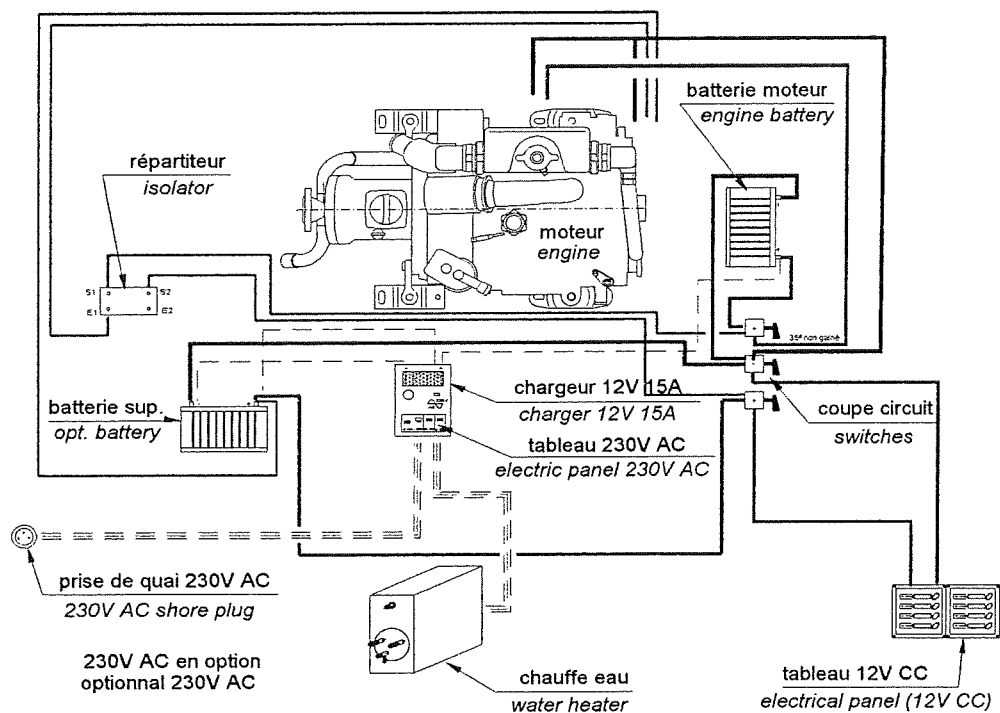 batterie moteur
engine battery
répartiteur
isolator
moteur
engine
S1
S2
E1
E2
35² non gainé
chargeur 12V 15A
charger 12V 15A
coupe circuit
switches
batterie sup.
opt. battery
tableau 230V AC
electric panel 230V AC
prise de quai 230V AC
230V AC shore plug
230V AC en option
optionnal 230V AC
chauffe eau
water heater
tableau 12V CC
electrical panel (12V CC)